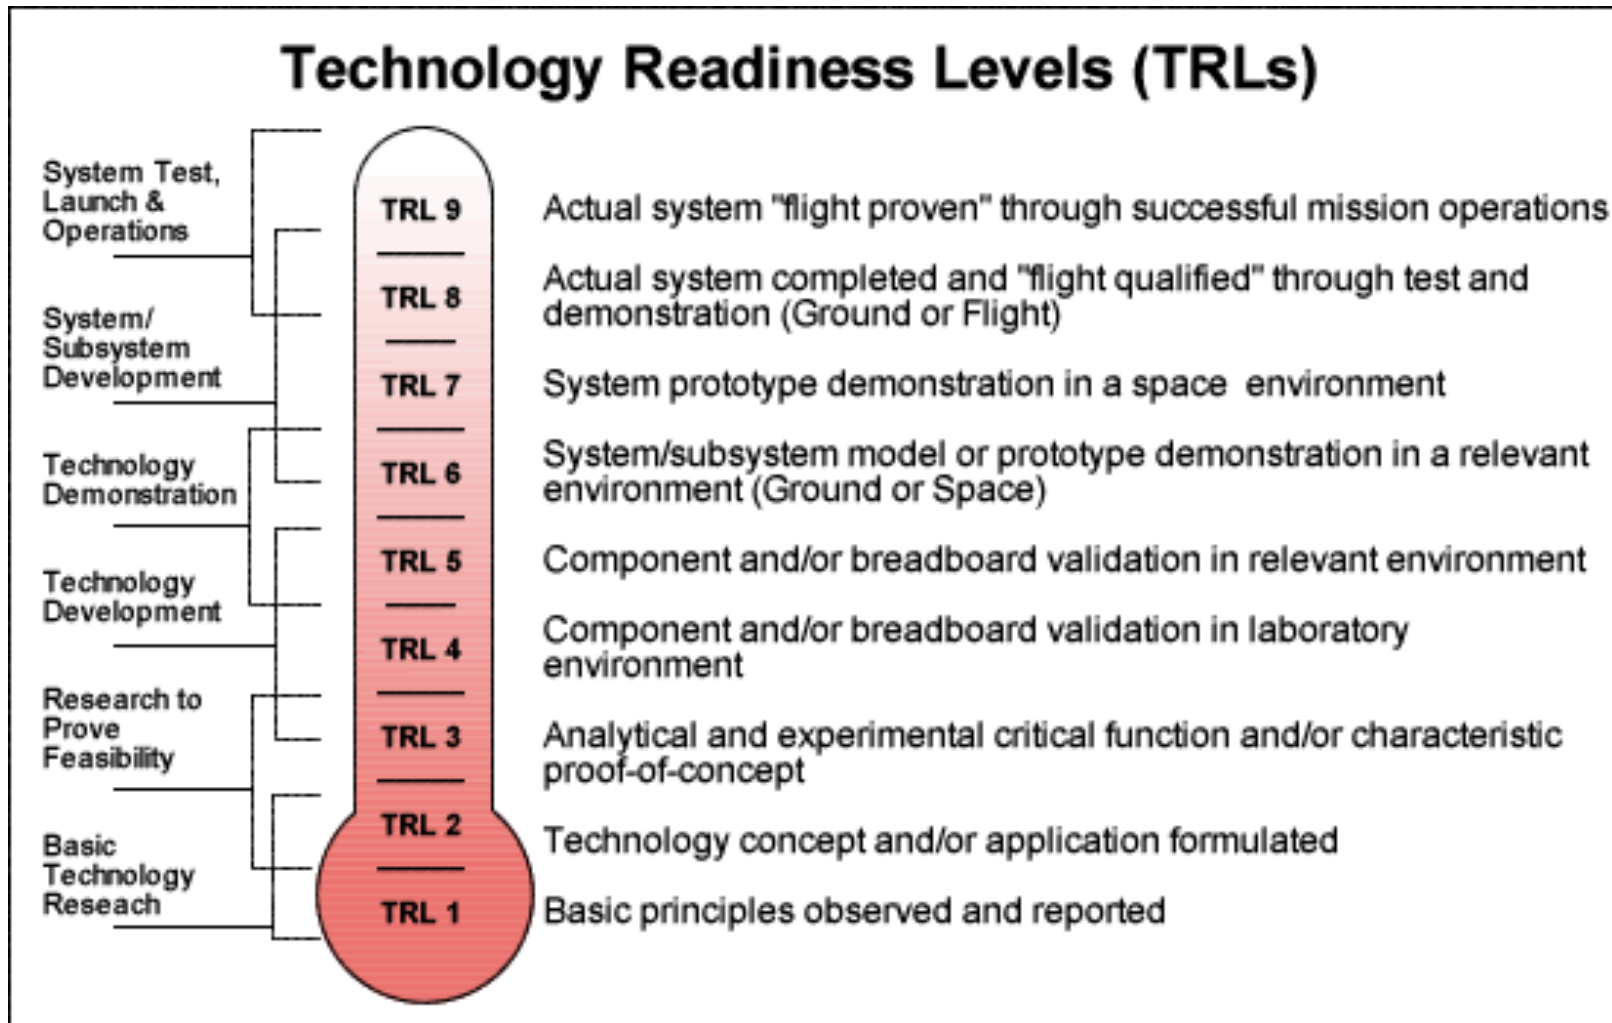 Technology Readiness Levels (TRLs)
System Test,
Launch &
Operations
System/
Subsystem
Development
Technology
Demonstration
Technology
Development
Research to
Prove
Feasibility
Basic
Technology
Reseach
TRL 9
Actual system "flight proven" through successful mission operations
TRL 8
Actual system completed and "flight qualified" through test and
demonstration (Ground or Flight)
TRL 7
System prototype demonstration in a space environment
TRL 6
System/subsystem model or prototype demonstration in a relevant
environment (Ground or Space)
TRL 5
Component and/or breadboard validation in relevant environment
TRL 4
Component and/or breadboard validation in laboratory
environment
TRL 3
Analytical and experimental critical function and/or characteristic
proof-of-concept
TRL 2
Technology concept and/or application formulated
TRL 1
Basic principles observed and reported